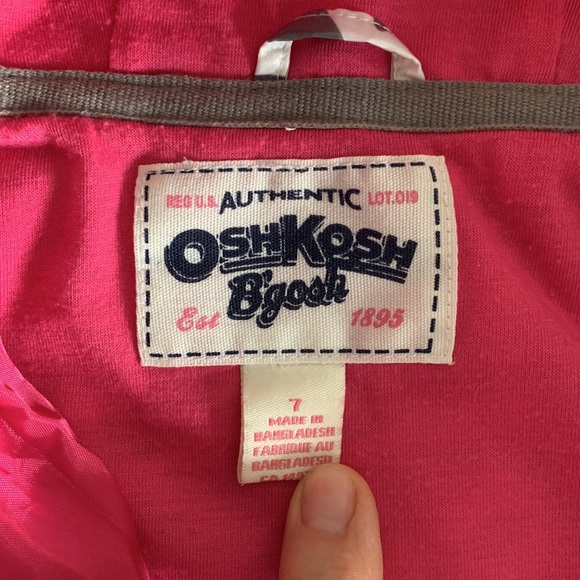 REG U.S. AUTHENTIC LOT.019
OSHKOSH
B'gosh
Est 1895
7
MADE IN
BANGLADESH
FABRIQUE AU
BANGLADESH